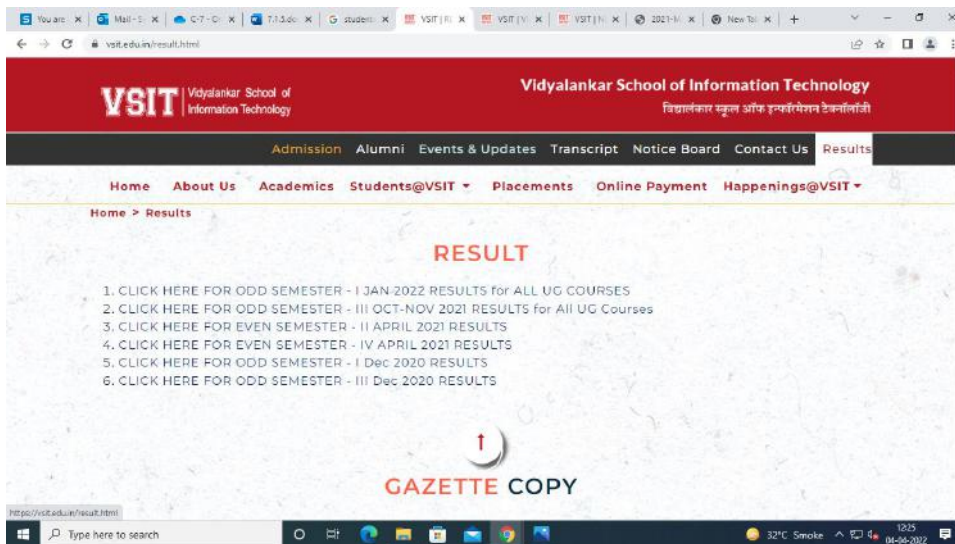 You are
Mail - S
C-7 - Cr
7.1.5.do
student
VSIT | R
VSIT | V
VSIT | N
2021-
New Ta
vsit.edu.in/result.html
VSIT
Vidyalankar School of
Information Technology
Vidyalankar School of Information Technology
विद्यालंकार स्कूल ऑफ इन्फॉरमेशन टेक्नॉलॉजी
Admission Alumni Events & Updates Transcript Notice Board Contact Us Results
Home About Us Academics Students@VSIT Placements Online Payment Happenings@VSIT
Home > Results
RESULT
1. CLICK HERE FOR ODD SEMESTER - I JAN-2022 RESULTS for ALL UG COURSES
2. CLICK HERE FOR ODD SEMESTER - III OCT-NOV 2021 RESULTS for All UG Courses
3. CLICK HERE FOR EVEN SEMESTER - II APRIL 2021 RESULTS
4. CLICK HERE FOR EVEN SEMESTER - IV APRIL 2021 RESULTS
5. CLICK HERE FOR ODD SEMESTER - I Dec 2020 RESULTS
6. CLICK HERE FOR ODD SEMESTER - III Dec 2020 RESULTS
GAZETTE COPY
https://vsit.edu.in/result.html
Type here to search
32°C Smoke
12:25
04-04-2022